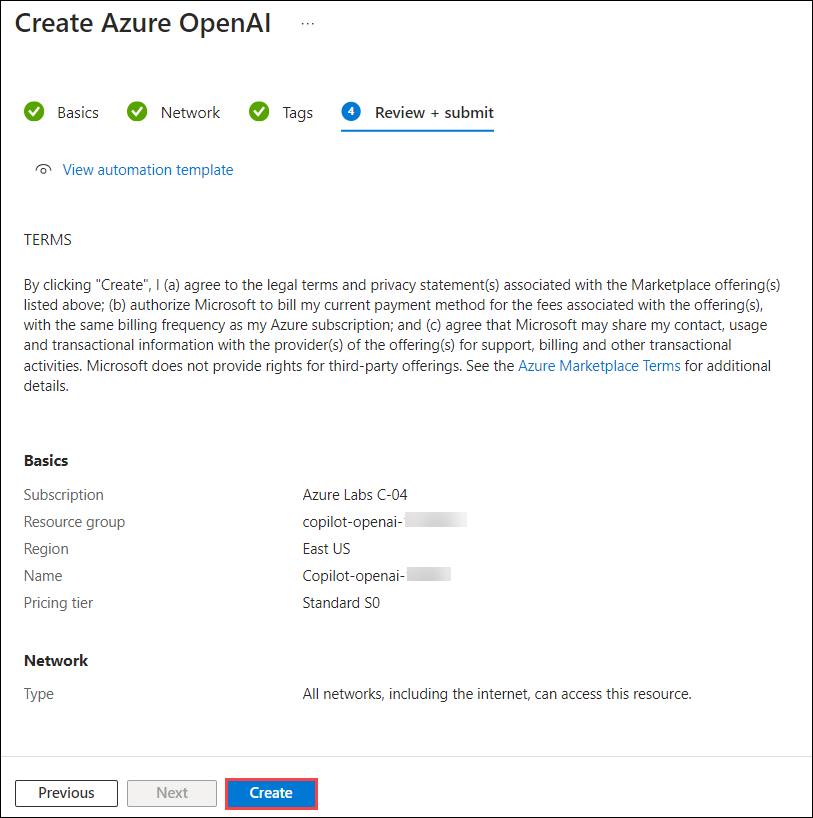 Create Azure OpenAI ...
Basics Network Tags 4 Review + submit
View automation template
TERMS
By clicking "Create", I (a) agree to the legal terms and privacy statement(s) associated with the Marketplace offering(s)
listed above; (b) authorize Microsoft to bill my current payment method for the fees associated with the offering(s),
with the same billing frequency as my Azure subscription; and (c) agree that Microsoft may share my contact, usage
and transactional information with the provider(s) of the offering(s) for support, billing and other transactional
activities. Microsoft does not provide rights for third-party offerings. See the Azure Marketplace Terms for additional
details.
Basics
Subscription Azure Labs C-04
Resource group copilot-openai-
Region East US
Name Copilot-openai-
Pricing tier Standard S0
Network
Type All networks, including the internet, can access this resource.
Previous Next Create